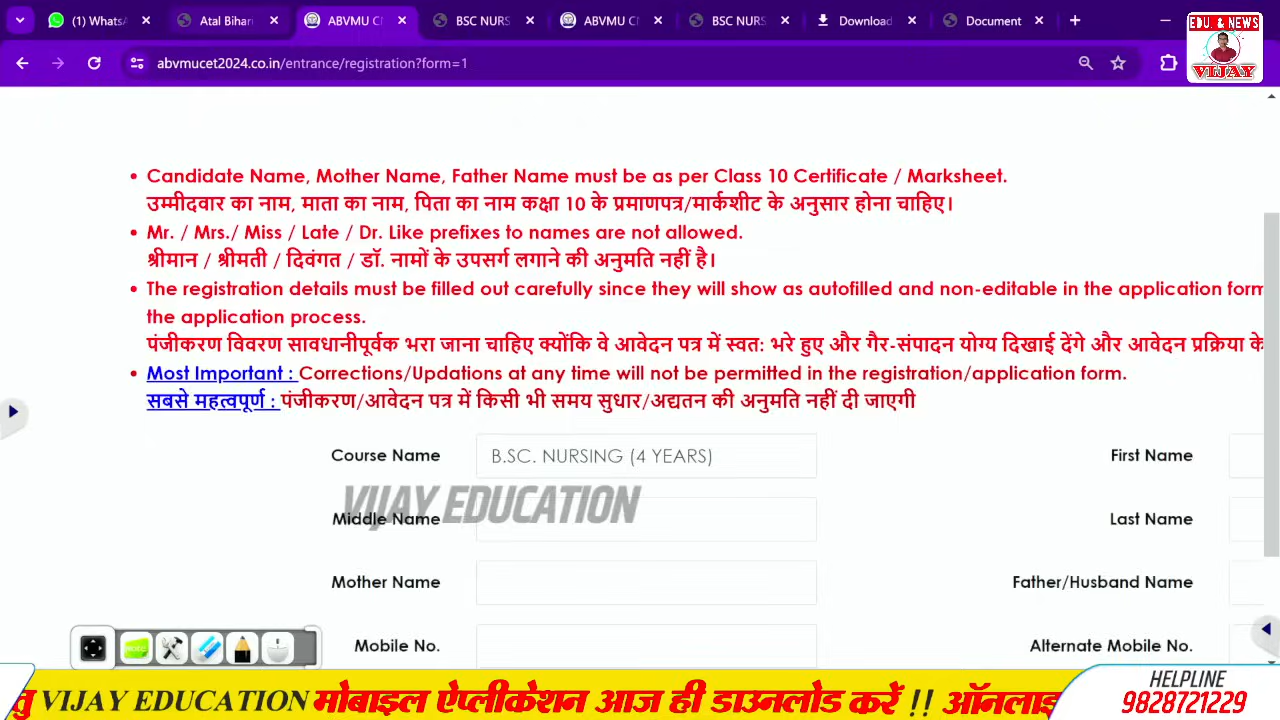 (1) WhatsA
Atal Bihari
ABVMU C
BSC NURS
ABVMU C
BSC NURS
Download
Document
EDU. & NEWS
VIJAY
abvmucet2024.co.in/entrance/registration?form=1
Candidate Name, Mother Name, Father Name must be as per Class 10 Certificate / Marksheet.
उम्मीदवार का नाम, माता का नाम, पिता का नाम कक्षा 10 के प्रमाणपत्र/मार्कशीट के अनुसार होना चाहिए।
Mr. / Mrs./ Miss / Late / Dr. Like prefixes to names are not allowed.
श्रीमान / श्रीमती / दिवंगत / डॉ. नामों के उपसर्ग लगाने की अनुमति नहीं है।
The registration details must be filled out carefully since they will show as autofilled and non-editable in the application form
the application process.
पंजीकरण विवरण सावधानीपूर्वक भरा जाना चाहिए क्योंकि वे आवेदन पत्र में स्वत: भरे हुए और गैर-संपादन योग्य दिखाई देंगे और आवेदन प्रक्रिया के
Most Important : Corrections/Updations at any time will not be permitted in the registration/application form.
सबसे महत्वपूर्ण : पंजीकरण/आवेदन पत्र में किसी भी समय सुधार/अद्यतन की अनुमति नहीं दी जाएगी
Course Name B.SC. NURSING (4 YEARS) First Name
VIJAY EDUCATION
Middle Name Last Name
Mother Name Father/Husband Name
Mobile No. Alternate Mobile No.
तु VIJAY EDUCATION मोबाइल ऐप्लीकेशन आज ही डाउनलोड करें !! ऑनलाइ
HELPLINE
9828721229